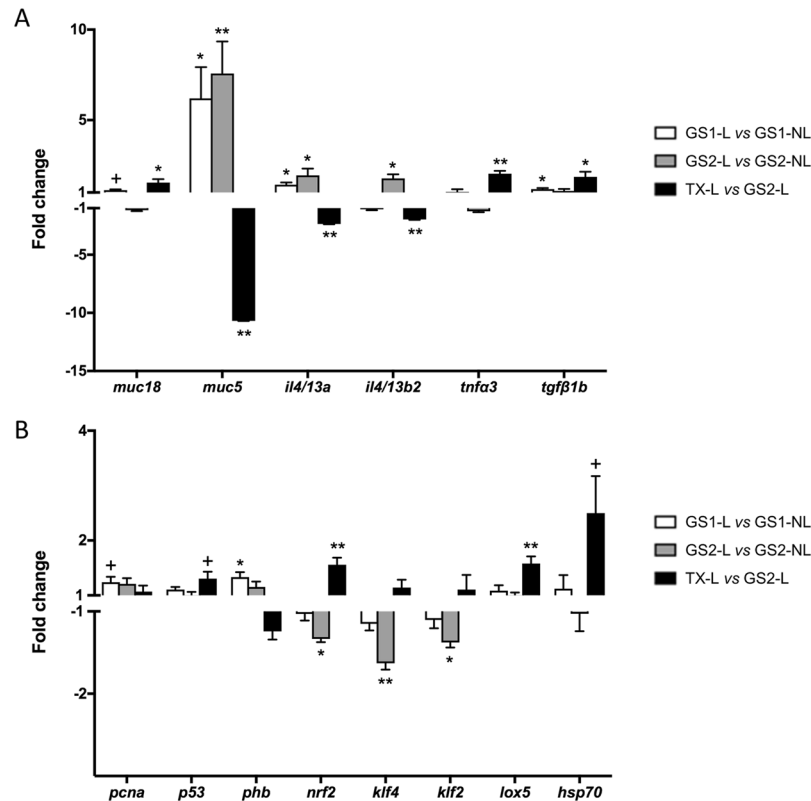 A
Fold change
10
5
1
-1
-5
-10
-15
+
*
*
**
**
*
*
**
*
**
**
*
*
muc18
muc5
il4/13a
il4/13b2
tnfα3
tgfβ1b
GS1-L vs GS1-NL
GS2-L vs GS2-NL
TX-L vs GS2-L
B
Fold change
4
2
1
-1
-2
+
+
*
*
**
**
*
**
+
pcna
p53
phb
nrf2
klf4
klf2
lox5
hsp70
GS1-L vs GS1-NL
GS2-L vs GS2-NL
TX-L vs GS2-L